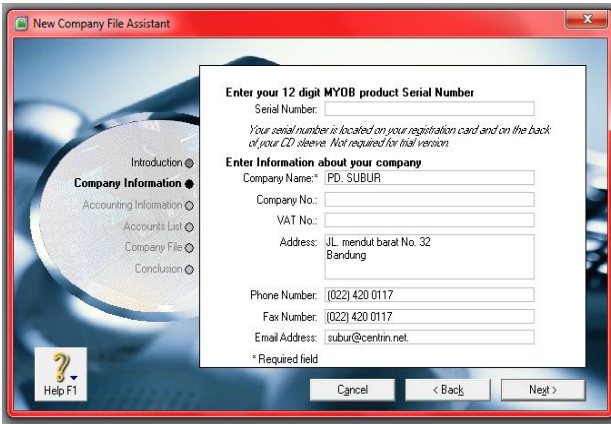 New Company File Assistant
Enter your 12 digit MYOB product Serial Number
Serial Number:
Your serial number is located on your registration card and on the back
of your CD sleeve. Not required for trial version.
Introduction
Company Information
Accounting Information
Accounts List
Company File
Conclusion
Enter Information about your company
Company Name:* PD. SUBUR
Company No.:
VAT No.:
Address: JL. mendut barat No. 32
Bandung
Phone Number: (022) 420 0117
Fax Number: (022) 420 0117
Email Address: subur@centrin.net.
* Required field
Help F1
Cancel
< Back
Next >